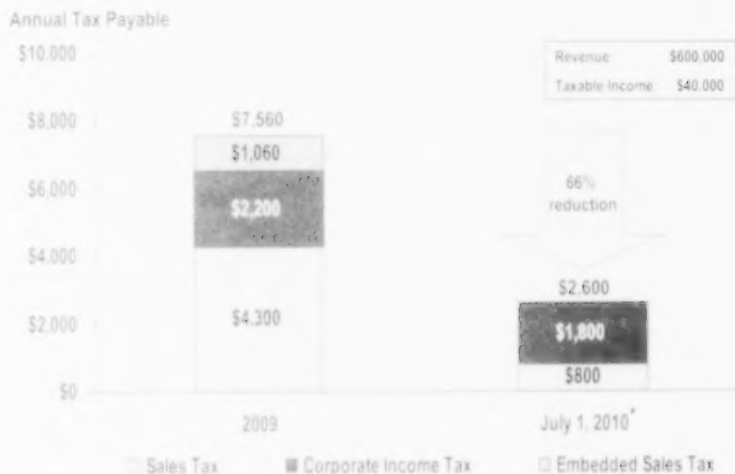 Annual Tax Payable
$10,000
Revenue $600,000
Taxable Income $40,000
$8,000
$7,560
$1,060
$6,000
$2,200
66%
reduction
$4,000
$4,300
$2,600
$2,000
$1,800
$800
$0
2009
July 1, 2010*
Sales Tax
Corporate Income Tax
Embedded Sales Tax